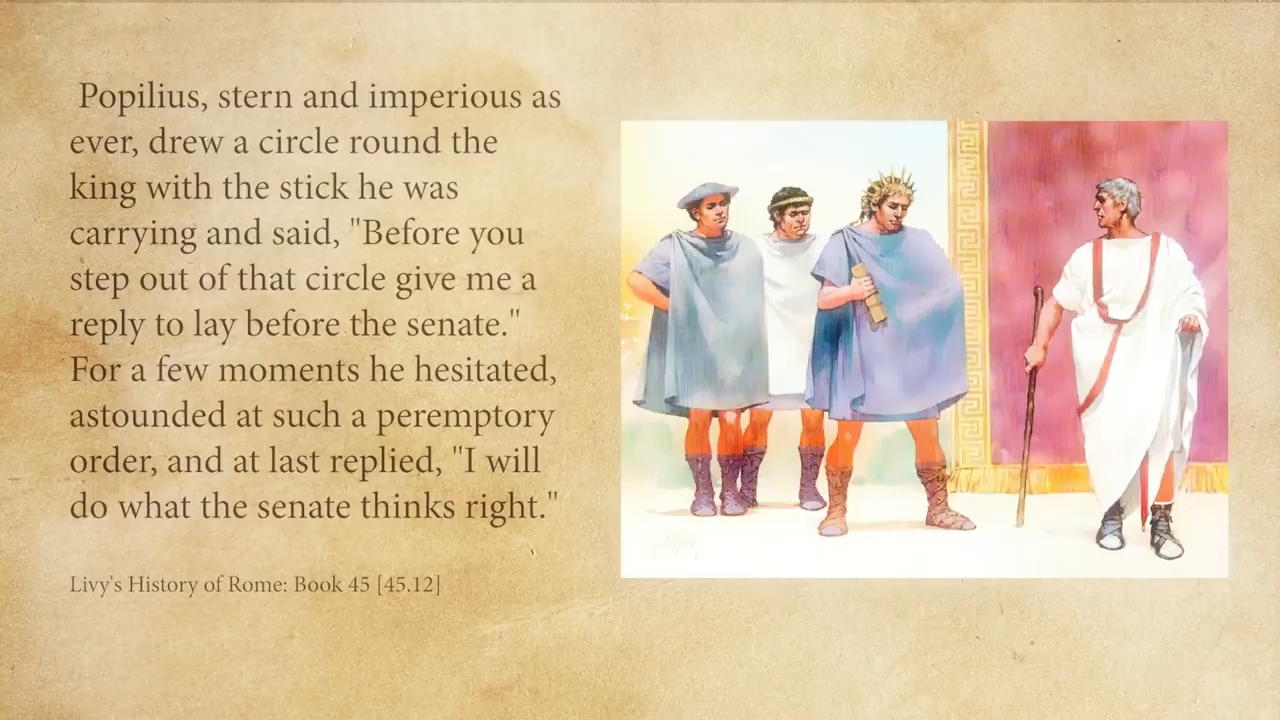 Popilius, stern and imperious as
ever, drew a circle round the
king with the stick he was
carrying and said, "Before you
step out of that circle give me a
reply to lay before the senate."
For a few moments he hesitated,
astounded at such a peremptory
order, and at last replied, "I will
do what the senate thinks right."
Livy's History of Rome: Book 45 [45.12]